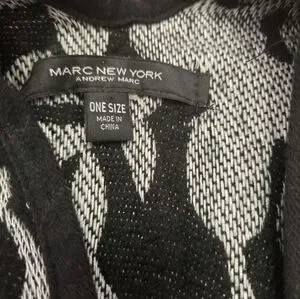 MARC NEW YORK
ANDREW MARC
ONE SIZE
MADE IN
CHINA